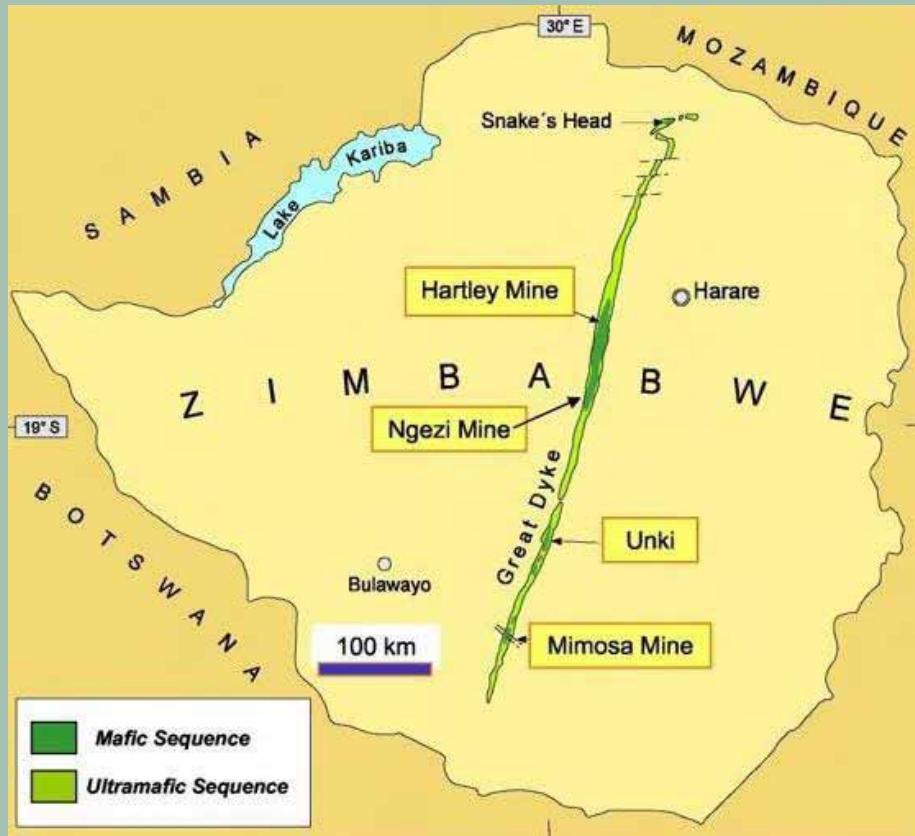 30° E
MOZAMBIQUE
Snake´s Head
SAMBIA
Lake Kariba
Hartley Mine
Harare
ZIMBABWE
Ngezi Mine
19° S
BOTSWANA
Great Dyke
Unki
Bulawayo
100 km
Mimosa Mine
Mafic Sequence
Ultramafic Sequence